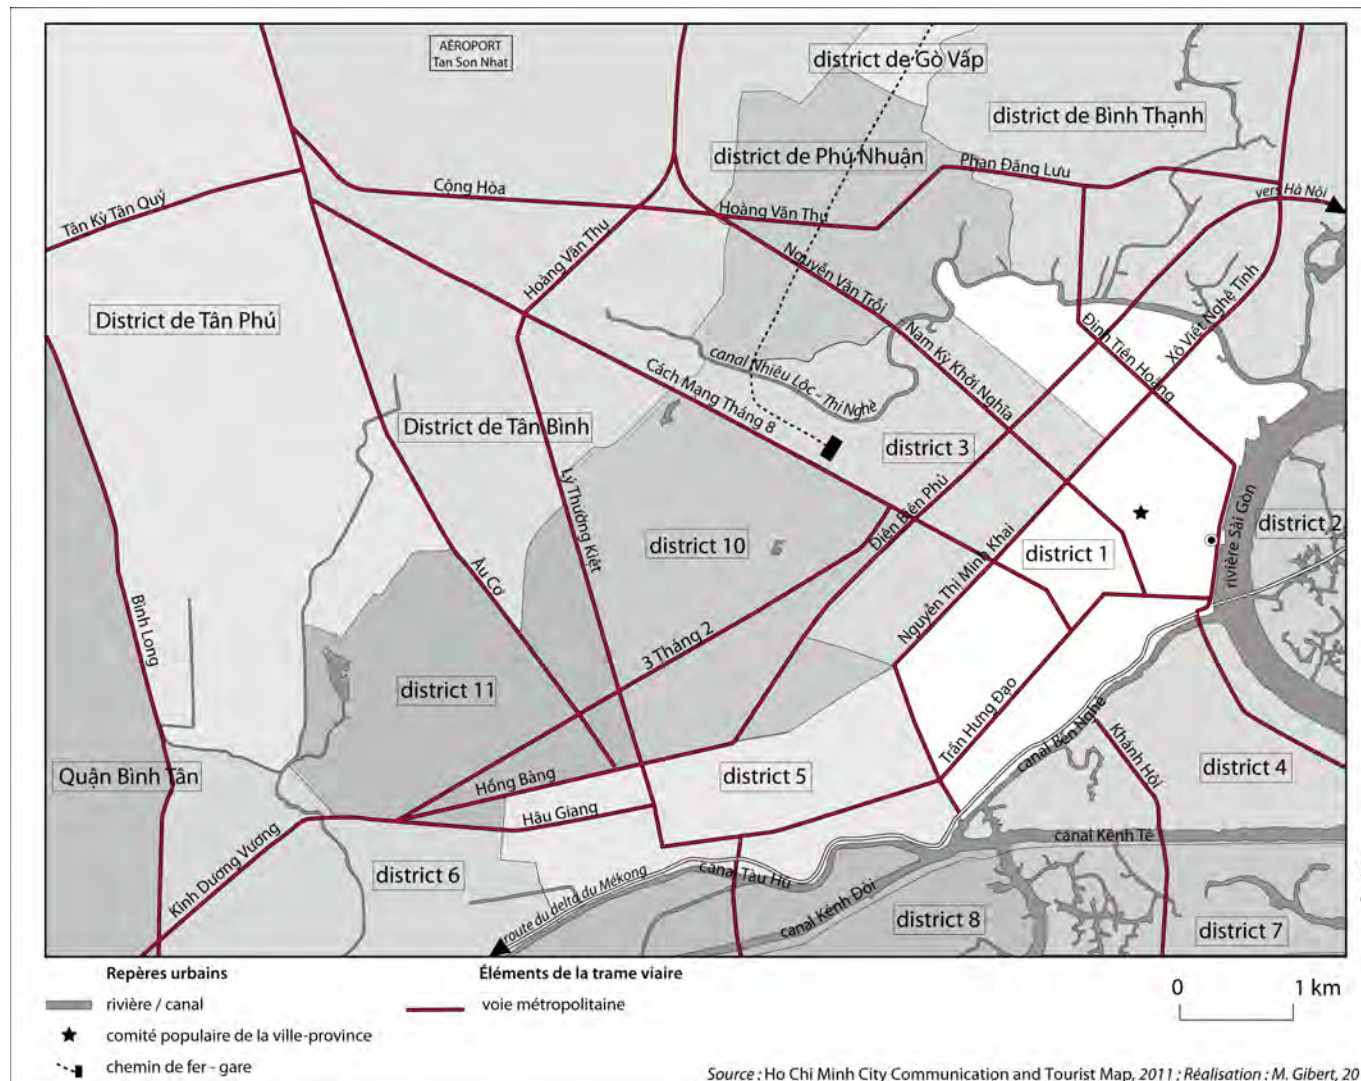 AÉROPORT
Tan Son Nhat
district de Gò Vấp
district de Bình Thạnh
district de Phú Nhuận
Phan Đăng Lưu
vers Hà Nội
Cộng Hòa
Tân Kỳ Tân Quý
Hoàng Văn Thụ
Hoàng Văn Thụ
Nguyễn Văn Trỗi
District de Tân Phú
Nam Kỳ Khởi Nghĩa
Đinh Tiên Hoàng
Xô Viết Nghệ Tĩnh
canal Nhiêu Lộc - Thị Nghè
Cách Mạng Tháng 8
District de Tân Bình
district 3
Lý Thường Kiệt
Điện Biên Phủ
district 10
district 1
district 2
rivière Sài Gòn
Nguyễn Thị Minh Khai
Âu Cơ
Bình Long
3 Tháng 2
district 11
Trần Hưng Đạo
canal Bến Nghé
Khánh Hội
Quận Bình Tân
Hồng Bàng
district 5
district 4
Hâu Giang
Kinh Dương Vương
canal Kênh Tẻ
district 6
canal Tàu Hủ
route du delta du Mékong
canal Kênh Đôi
district 8
district 7
Repères urbains
Éléments de la trame viaire
rivière / canal
voie métropolitaine
0 1 km
comité populaire de la ville-province
chemin de fer - gare
Source : Ho Chi Minh City Communication and Tourist Map, 2011 ; Réalisation : M. Gibert, 20